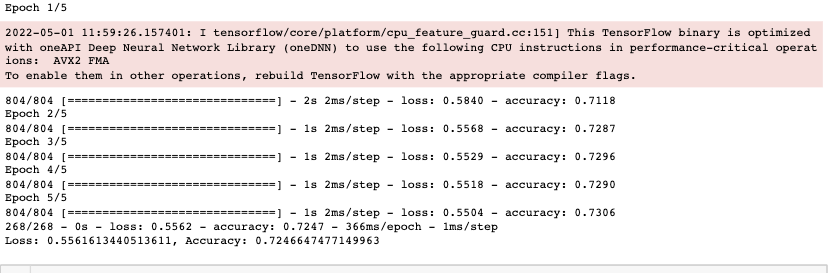 Epoch 1/5
2022-05-01 11:59:26.157401: I tensorflow/core/platform/cpu_feature_guard.cc:151] This TensorFlow binary is optimized
with oneAPI Deep Neural Network Library (oneDNN) to use the following CPU instructions in performance-critical operat
ions:  AVX2 FMA
To enable them in other operations, rebuild TensorFlow with the appropriate compiler flags.
804/804 [==============================] - 2s 2ms/step - loss: 0.5840 - accuracy: 0.7118
Epoch 2/5
804/804 [==============================] - 1s 2ms/step - loss: 0.5568 - accuracy: 0.7287
Epoch 3/5
804/804 [==============================] - 1s 2ms/step - loss: 0.5529 - accuracy: 0.7296
Epoch 4/5
804/804 [==============================] - 1s 2ms/step - loss: 0.5518 - accuracy: 0.7290
Epoch 5/5
804/804 [==============================] - 1s 2ms/step - loss: 0.5504 - accuracy: 0.7306
268/268 - 0s - loss: 0.5562 - accuracy: 0.7247 - 366ms/epoch - 1ms/step
Loss: 0.5561613440513611, Accuracy: 0.7246647477149963